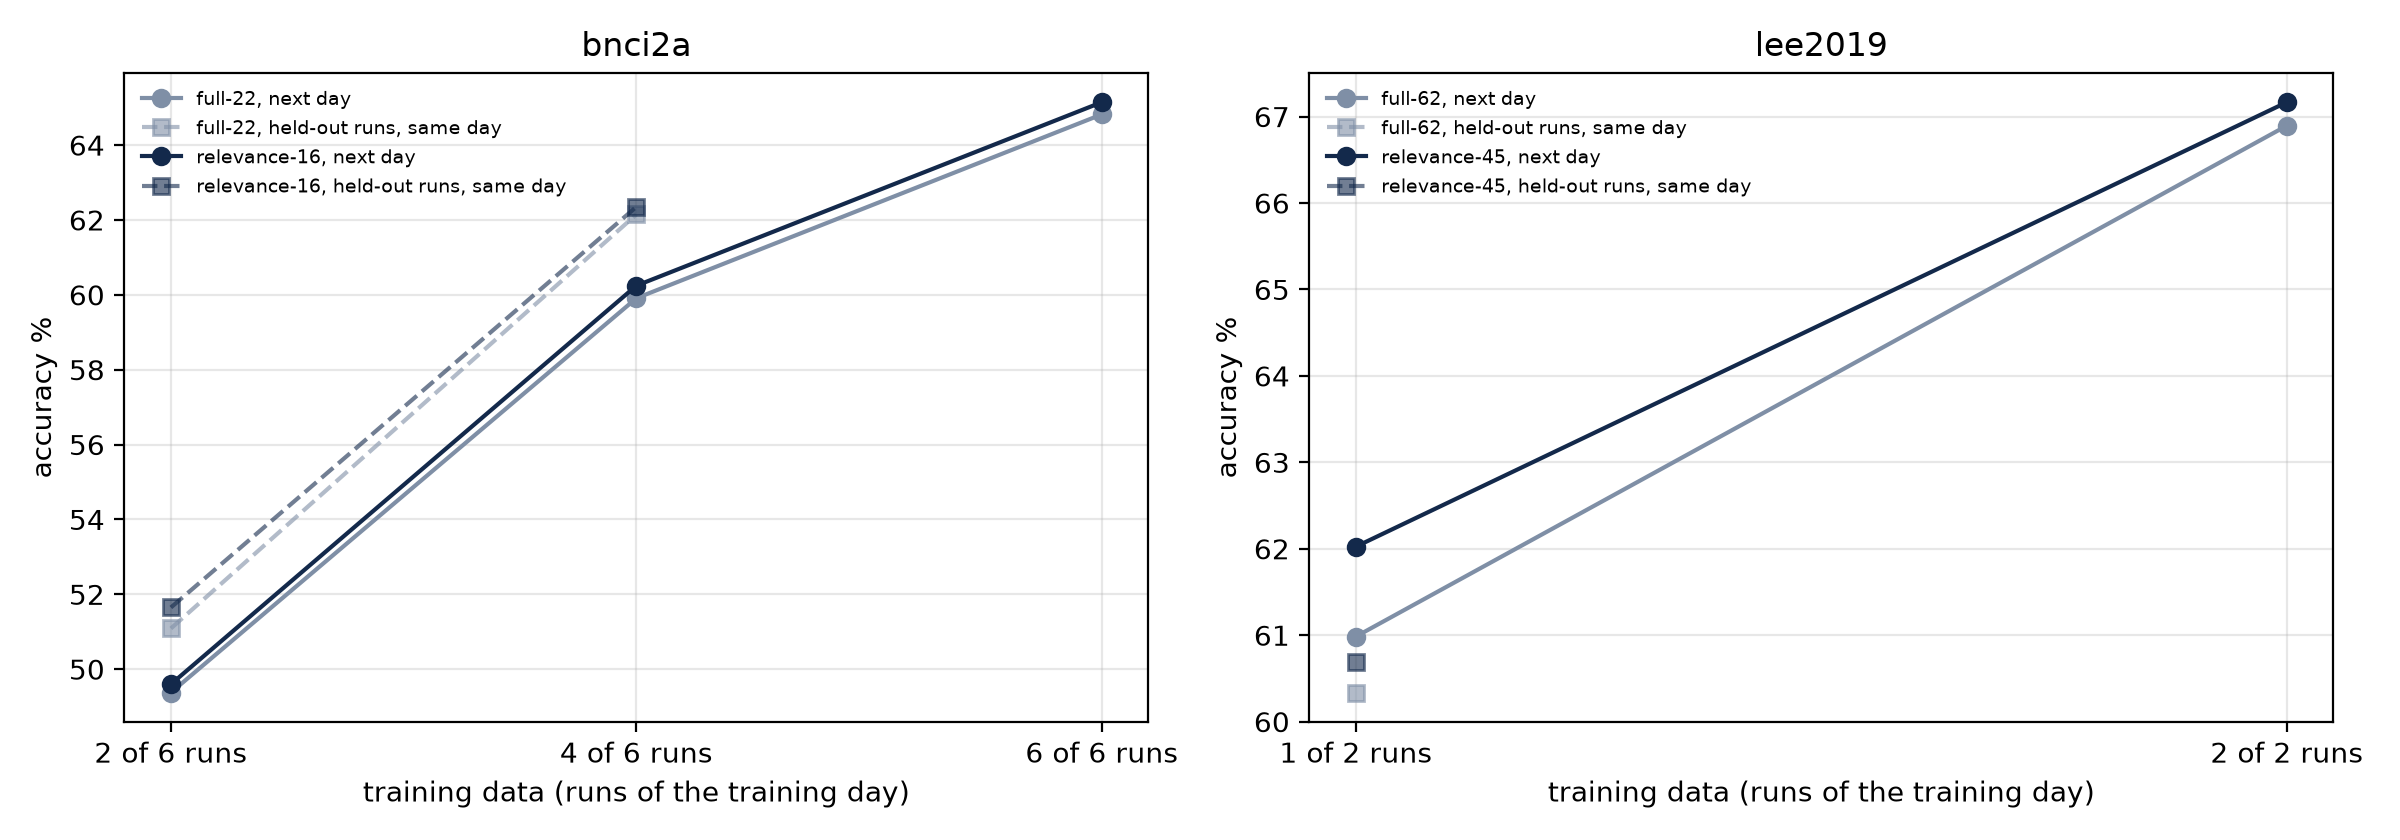 bnci2a
full-22, next day
full-22, held-out runs, same day
relevance-16, next day
relevance-16, held-out runs, same day
64
62
60
58
56
54
52
50
accuracy %
2 of 6 runs
4 of 6 runs
6 of 6 runs
training data (runs of the training day)
lee2019
full-62, next day
full-62, held-out runs, same day
relevance-45, next day
relevance-45, held-out runs, same day
67
66
65
64
63
62
61
60
accuracy %
1 of 2 runs
2 of 2 runs
training data (runs of the training day)